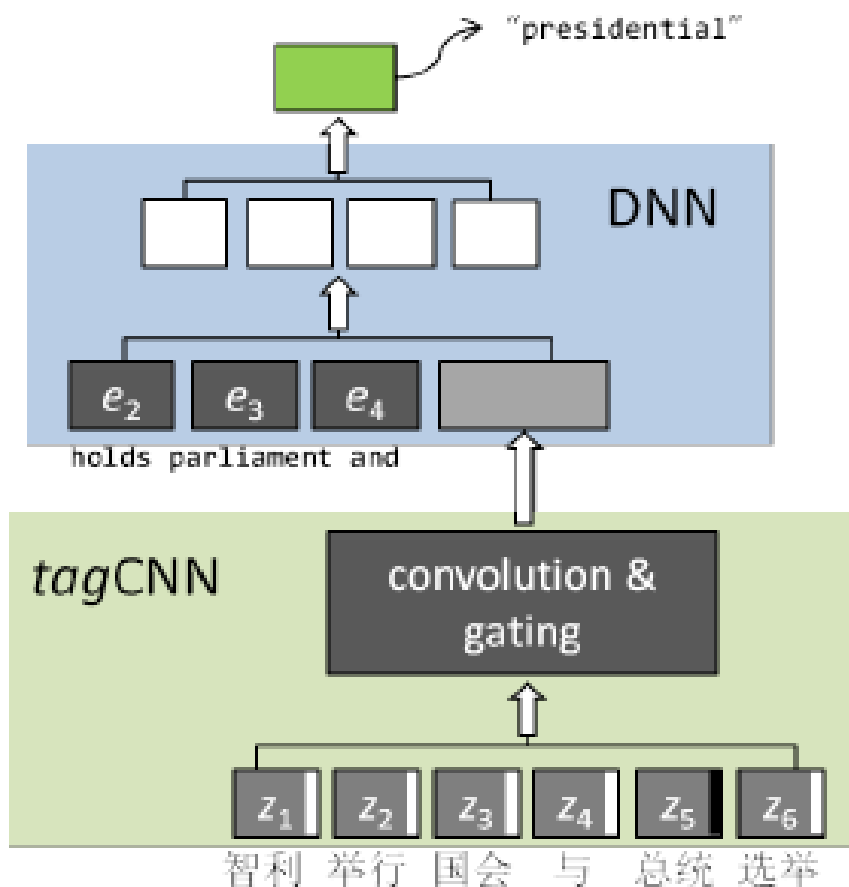 “presidential”
DNN
e₂ e₃ e₄
holds parliament and
tagCNN
convolution &
gating
z₁ z₂ z₃ z₄ z₅ z₆
智利 举行 国会 与 总统 选举